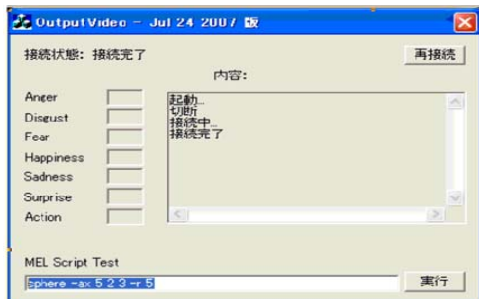 OutputVideo - Jul 24 2007 版
接続状態: 接続完了
再接続
内容:
Anger
Disgust
Fear
Happiness
Sadness
Surprise
Action
起動...
切断
接続中...
接続完了
MEL Script Test
sphere -ax 5 2 3 -r 5
実行